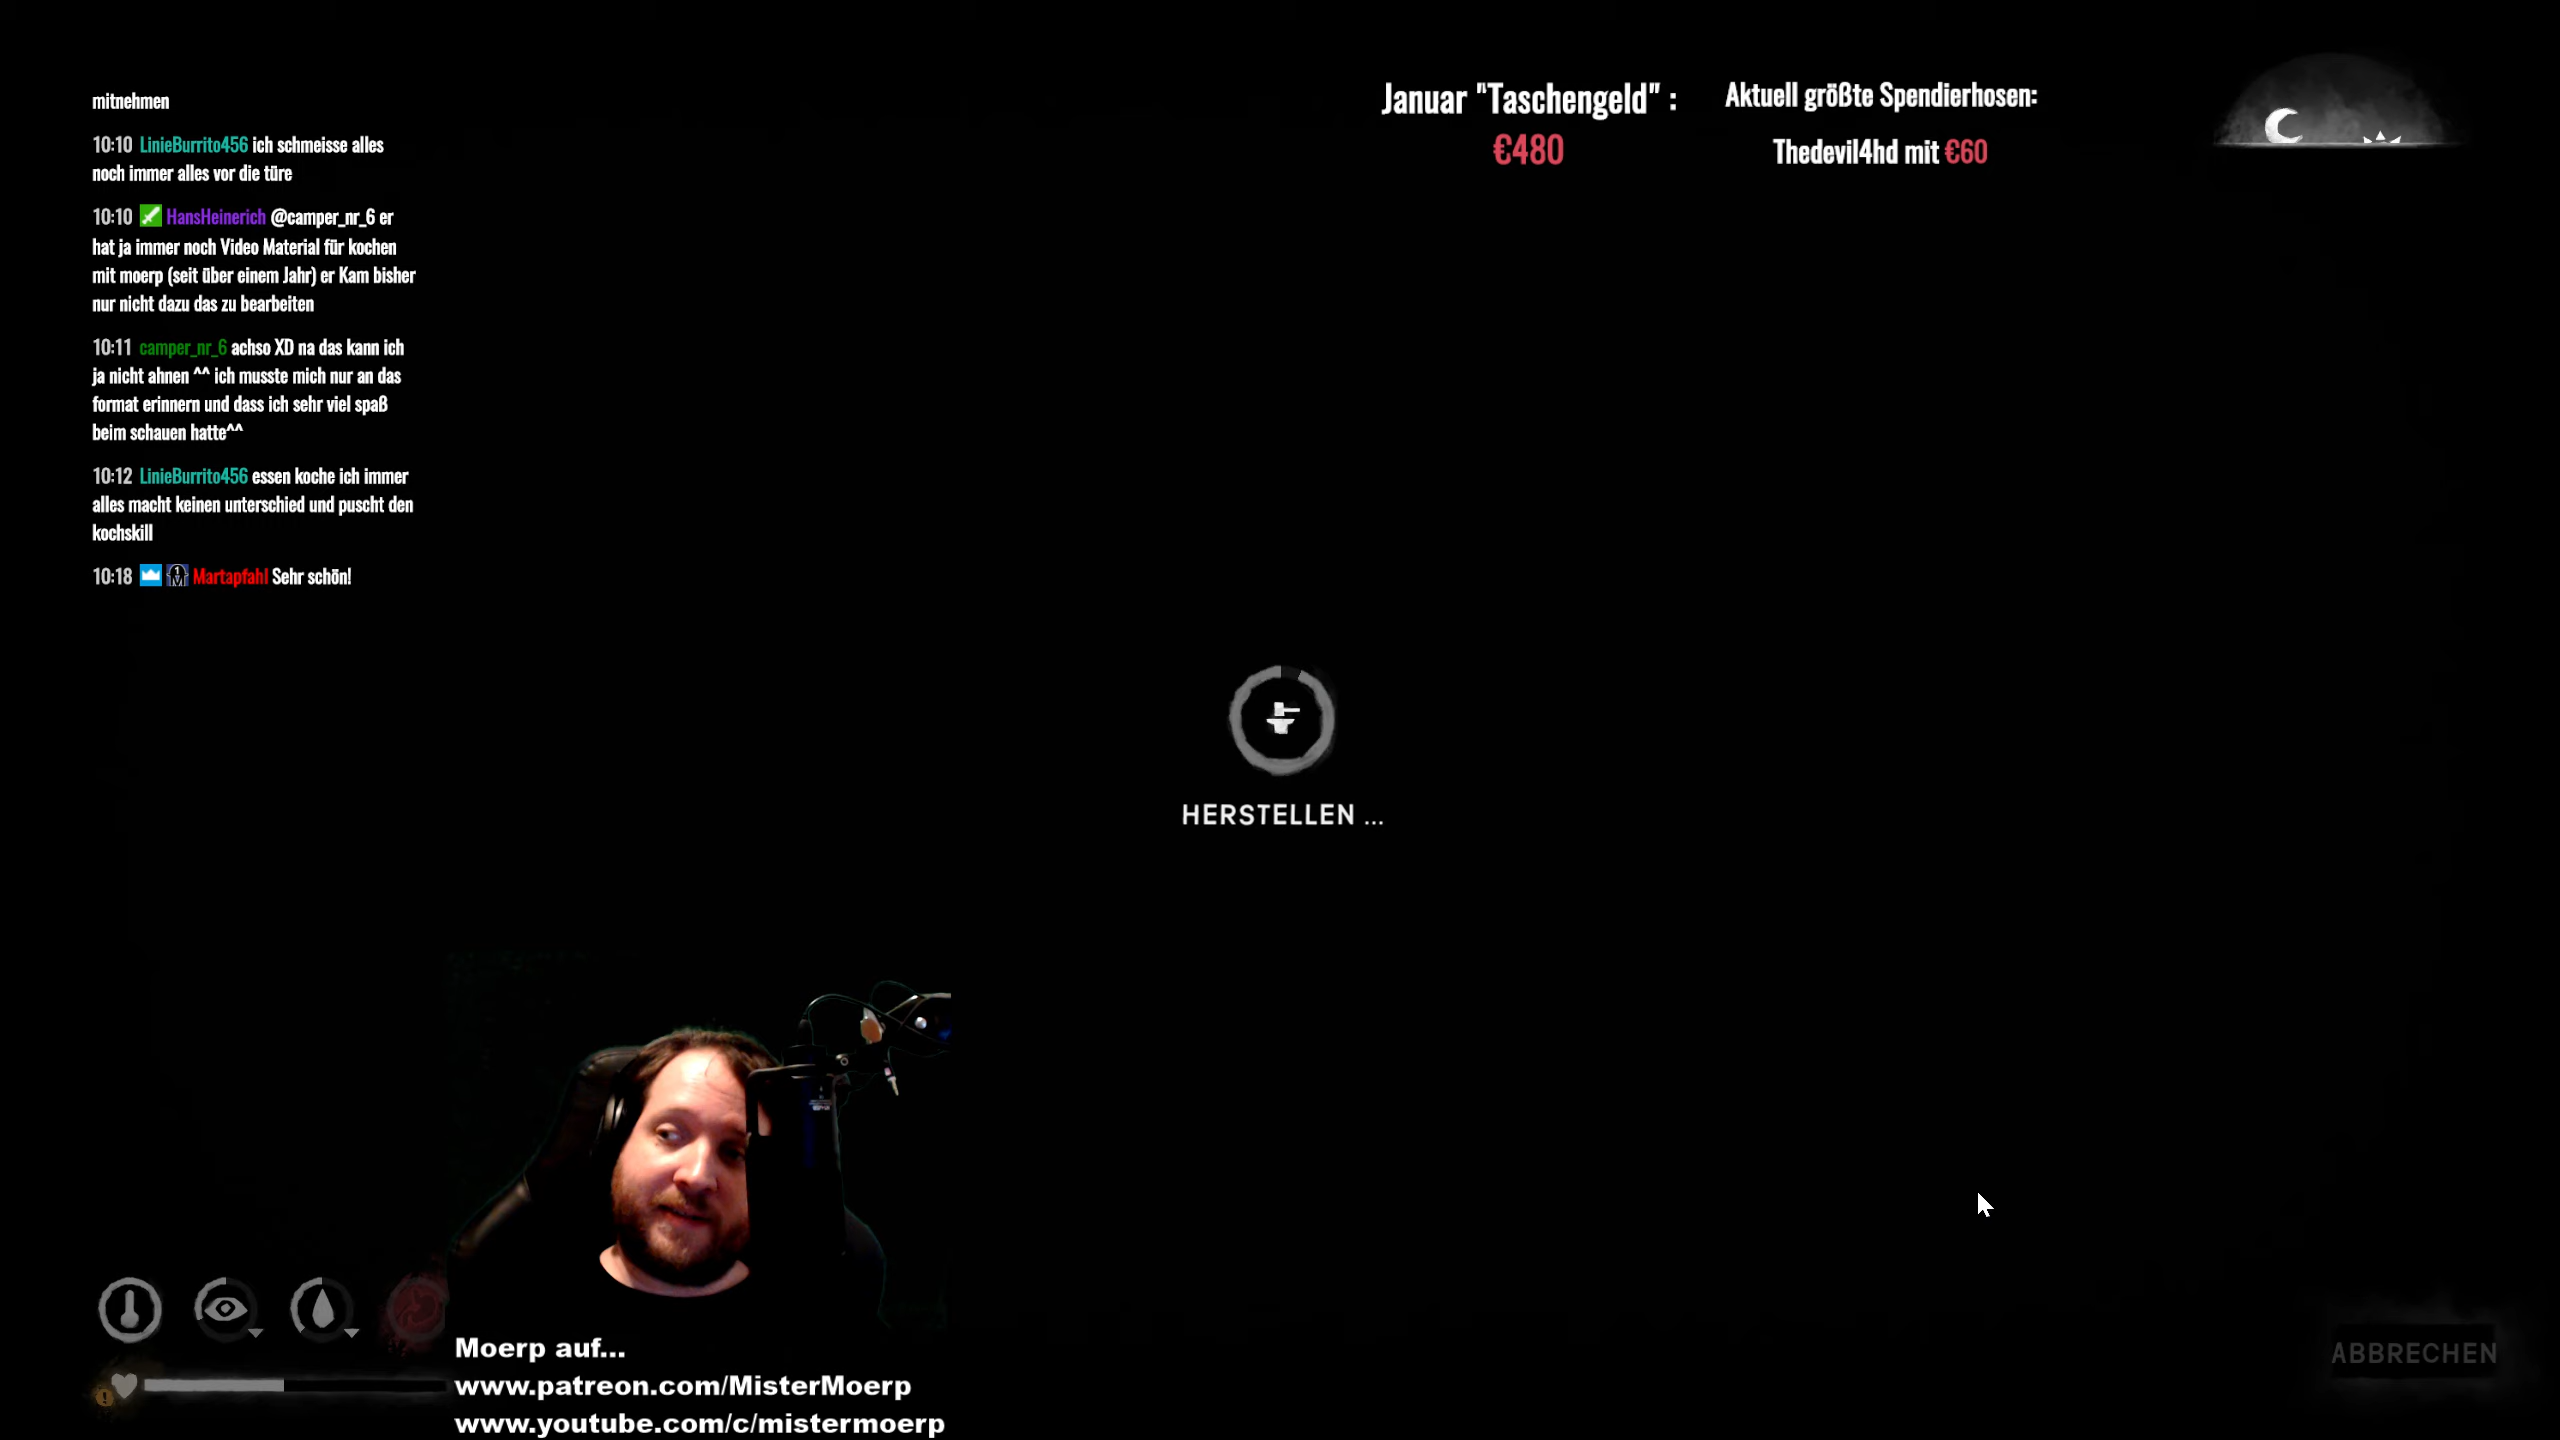 mitnehmen
10:10 LinieBurrito456 ich schmeisse alles
noch immer alles vor die türe
10:10 HansHeinerich @camper_nr_6 er
hat ja immer noch Video Material für kochen
mit moerp (seit über einem Jahr) er Kam bisher
nur nicht dazu das zu bearbeiten
10:11 camper_nr_6 achso XD na das kann ich
ja nicht ahnen ^^ ich musste mich nur an das
format erinnern und dass ich sehr viel spaß
beim schauen hatte^^
10:12 LinieBurrito456 essen koche ich immer
alles macht keinen unterschied und puscht den
kochskill
10:18 Martapfahl Sehr schön!
Januar "Taschengeld" :
€480
Aktuell größte Spendierhosen:
Thedevil4hd mit €60
HERSTELLEN ...
Moerp auf...
www.patreon.com/MisterMoerp
www.youtube.com/c/mistermoerp
ABBRECHEN